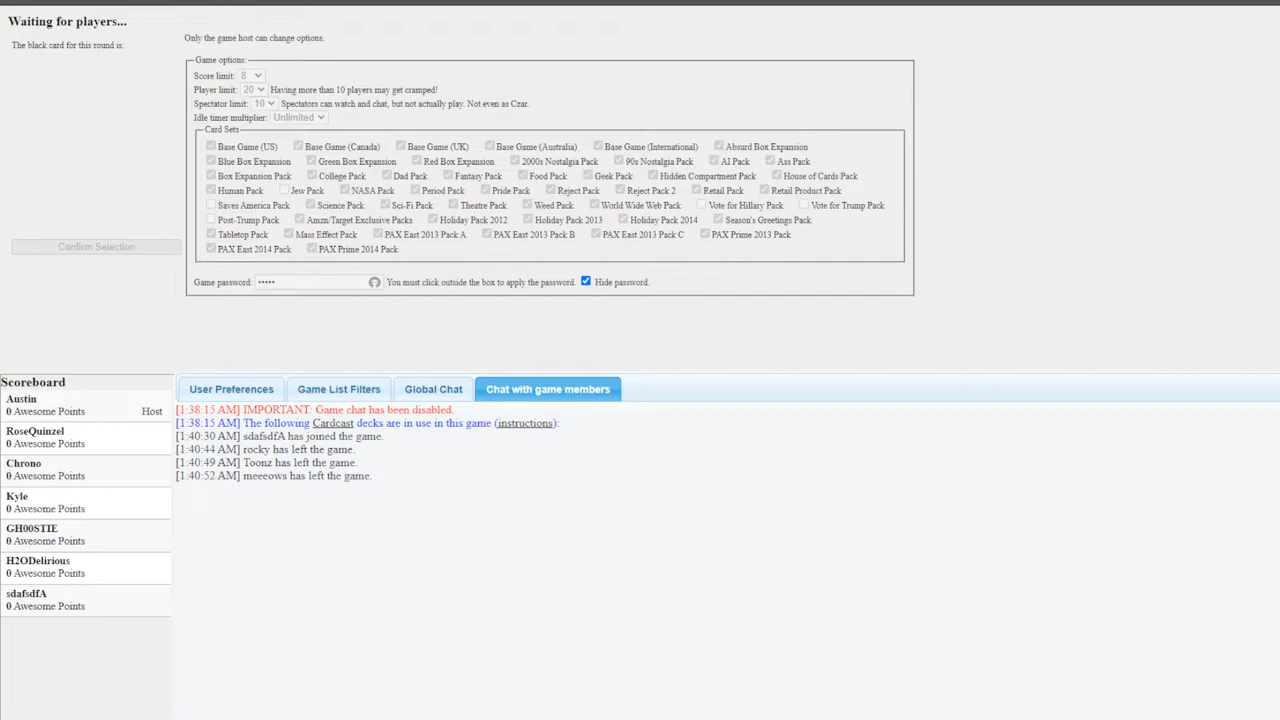 Waiting for players...
The black card for this round is:
Only the game host can change options.
Game options:
Score limit: 8
Player limit: 20 Having more than 10 players may get cramped!
Spectator limit: 10 Spectators can watch and chat, but not actually play. Not even as Czar.
Idle timer multiplier: Unlimited
Card Sets
Base Game (US) Base Game (Canada) Base Game (UK) Base Game (Australia) Base Game (International) Absurd Box Expansion
Blue Box Expansion Green Box Expansion Red Box Expansion 2000s Nostalgia Pack 90s Nostalgia Pack AI Pack Ass Pack
Box Expansion Pack College Pack Dad Pack Fantasy Pack Food Pack Geek Pack Hidden Compartment Pack House of Cards Pack
Human Pack Jew Pack NASA Pack Period Pack Pride Pack Reject Pack Reject Pack 2 Retail Pack Retail Product Pack
Saves America Pack Science Pack Sci-Fi Pack Theatre Pack Weed Pack World Wide Web Pack Vote for Hillary Pack Vote for Trump Pack
Post-Trump Pack Amzn/Target Exclusive Packs Holiday Pack 2012 Holiday Pack 2013 Holiday Pack 2014 Season's Greetings Pack
Tabletop Pack Mass Effect Pack PAX East 2013 Pack A PAX East 2013 Pack B PAX East 2013 Pack C PAX Prime 2013 Pack
PAX East 2014 Pack PAX Prime 2014 Pack
Confirm Selection
Game password: ••••• You must click outside the box to apply the password. Hide password.
Scoreboard
Austin
0 Awesome Points Host
RoseQuinzel
0 Awesome Points
Chrono
0 Awesome Points
Kyle
0 Awesome Points
GH00STIE
0 Awesome Points
H2ODelirious
0 Awesome Points
sdafsdfA
0 Awesome Points
User Preferences Game List Filters Global Chat Chat with game members
[1:38:15 AM] IMPORTANT: Game chat has been disabled.
[1:38:15 AM] The following Cardcast decks are in use in this game (instructions):
[1:40:30 AM] sdafsdfA has joined the game.
[1:40:44 AM] rocky has left the game.
[1:40:49 AM] Toonz has left the game.
[1:40:52 AM] meeeows has left the game.